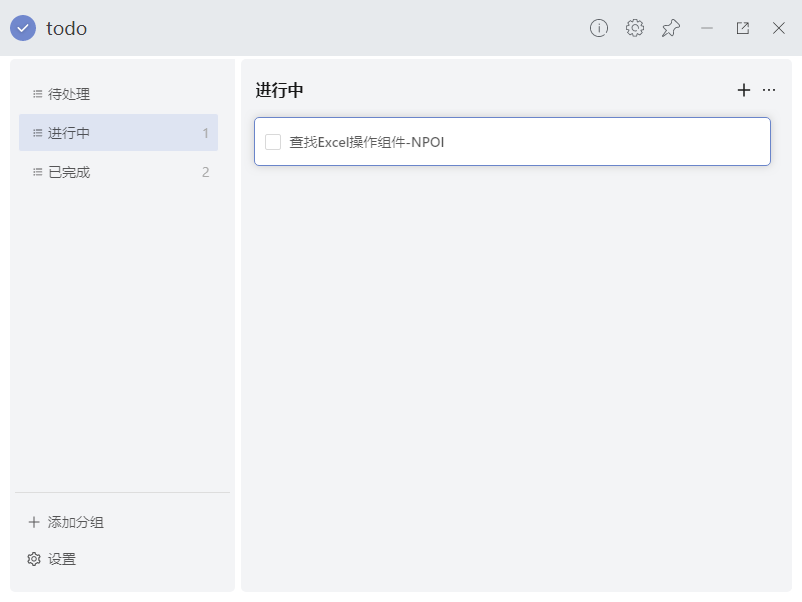 todo
待处理
进行中 1
已完成 2
添加分组
设置
进行中
查找Excel操作组件-NPOI